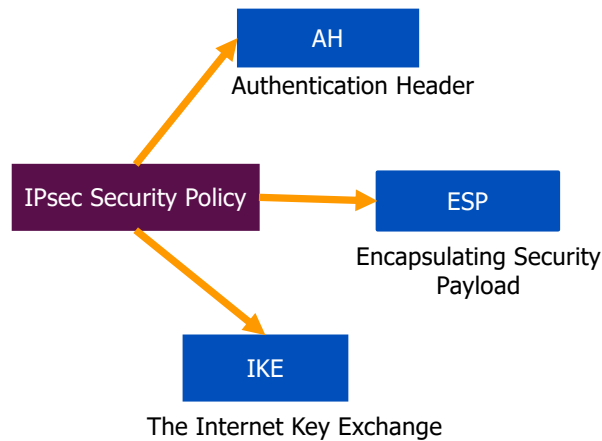 AH
Authentication Header
IPsec Security Policy
ESP
Encapsulating Security
Payload
IKE
The Internet Key Exchange